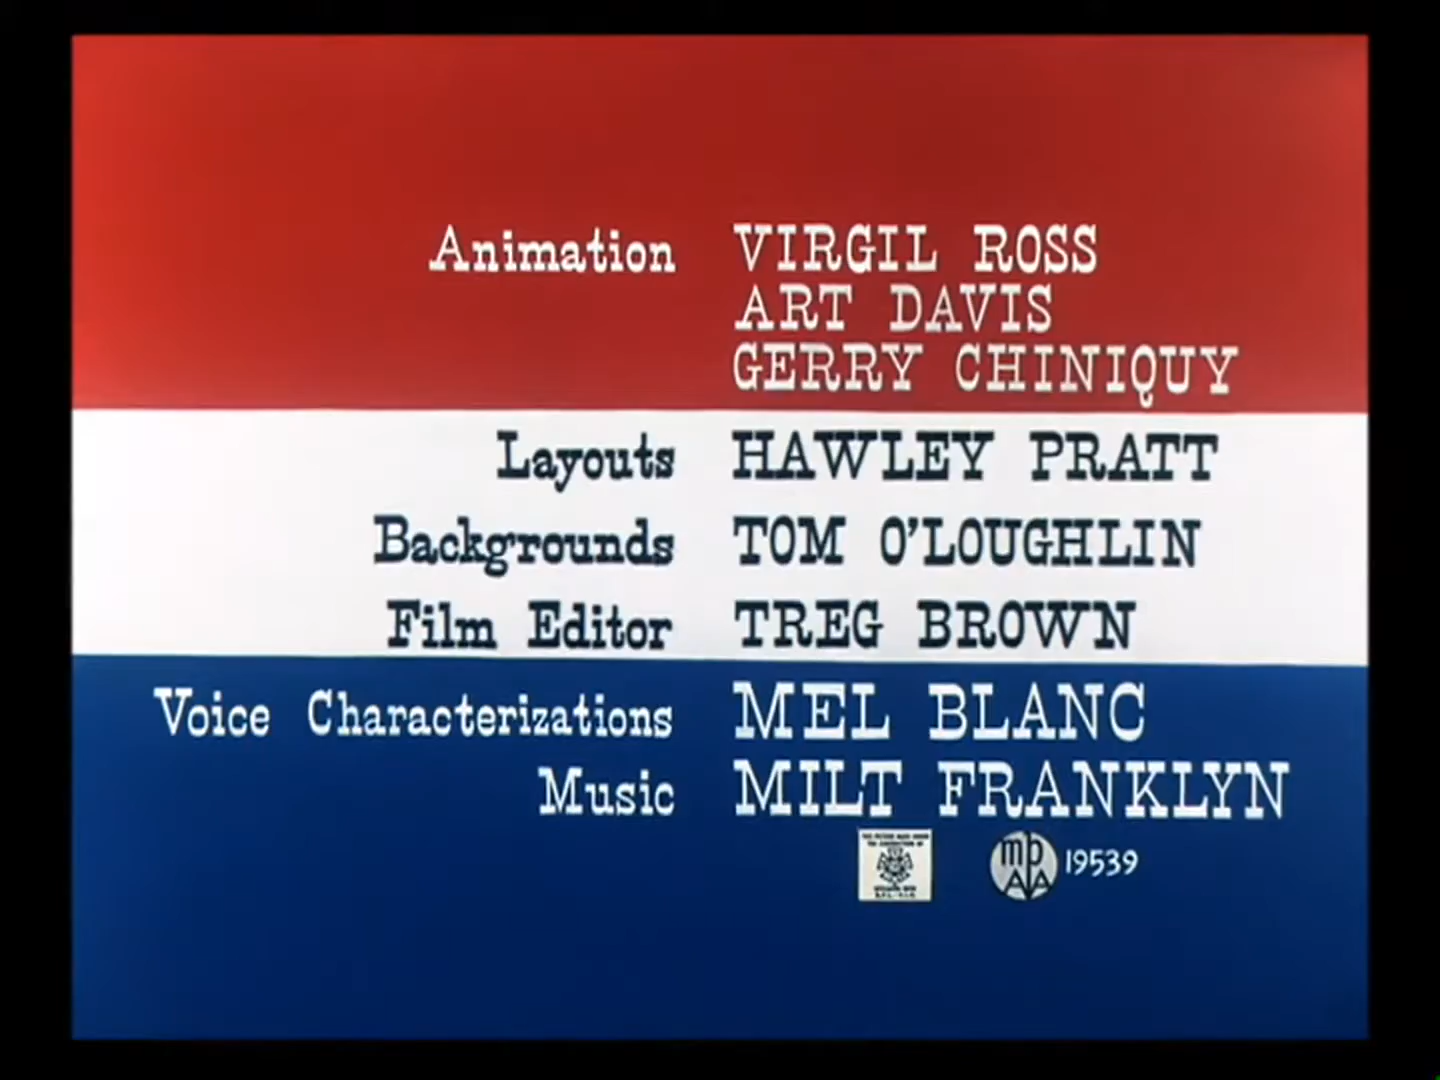 Animation VIRGIL ROSS
ART DAVIS
GERRY CHINIQUY
Layouts HAWLEY PRATT
Backgrounds TOM O'LOUGHLIN
Film Editor TREG BROWN
Voice Characterizations MEL BLANC
Music MILT FRANKLYN
mpAA 19539